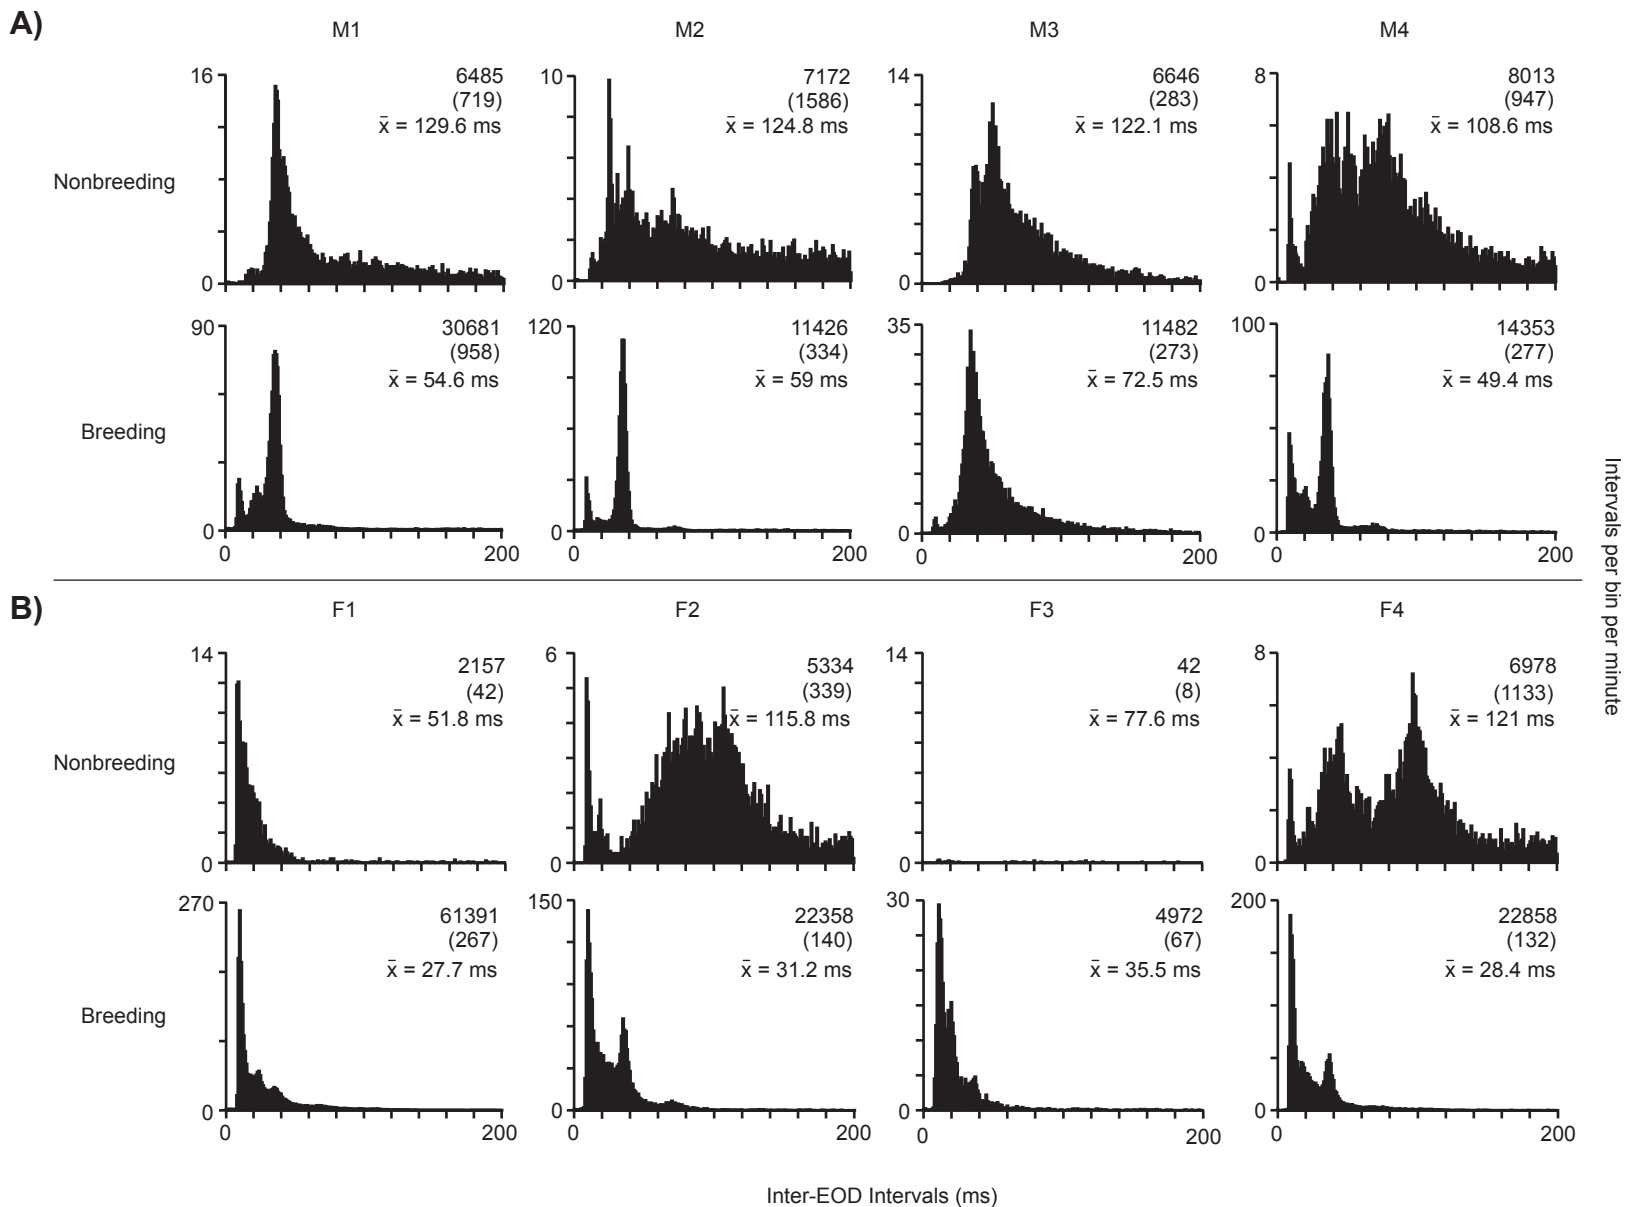 A)
M1 M2 M3 M4
Nonbreeding
16
0
6485
(719)
x̄ = 129.6 ms
10
0
7172
(1586)
x̄ = 124.8 ms
14
0
6646
(283)
x̄ = 122.1 ms
8
0
8013
(947)
x̄ = 108.6 ms
Breeding
90
0
30681
(958)
x̄ = 54.6 ms
0 200
120
0
11426
(334)
x̄ = 59 ms
0 200
35
0
11482
(273)
x̄ = 72.5 ms
0 200
100
0
14353
(277)
x̄ = 49.4 ms
0 200
B)
F1 F2 F3 F4
Nonbreeding
14
0
2157
(42)
x̄ = 51.8 ms
6
0
5334
(339)
x̄ = 115.8 ms
14
0
42
(8)
x̄ = 77.6 ms
8
0
6978
(1133)
x̄ = 121 ms
Breeding
270
0
61391
(267)
x̄ = 27.7 ms
0 200
150
0
22358
(140)
x̄ = 31.2 ms
0 200
30
0
4972
(67)
x̄ = 35.5 ms
0 200
200
0
22858
(132)
x̄ = 28.4 ms
0 200
Inter-EOD Intervals (ms)
Intervals per bin per minute